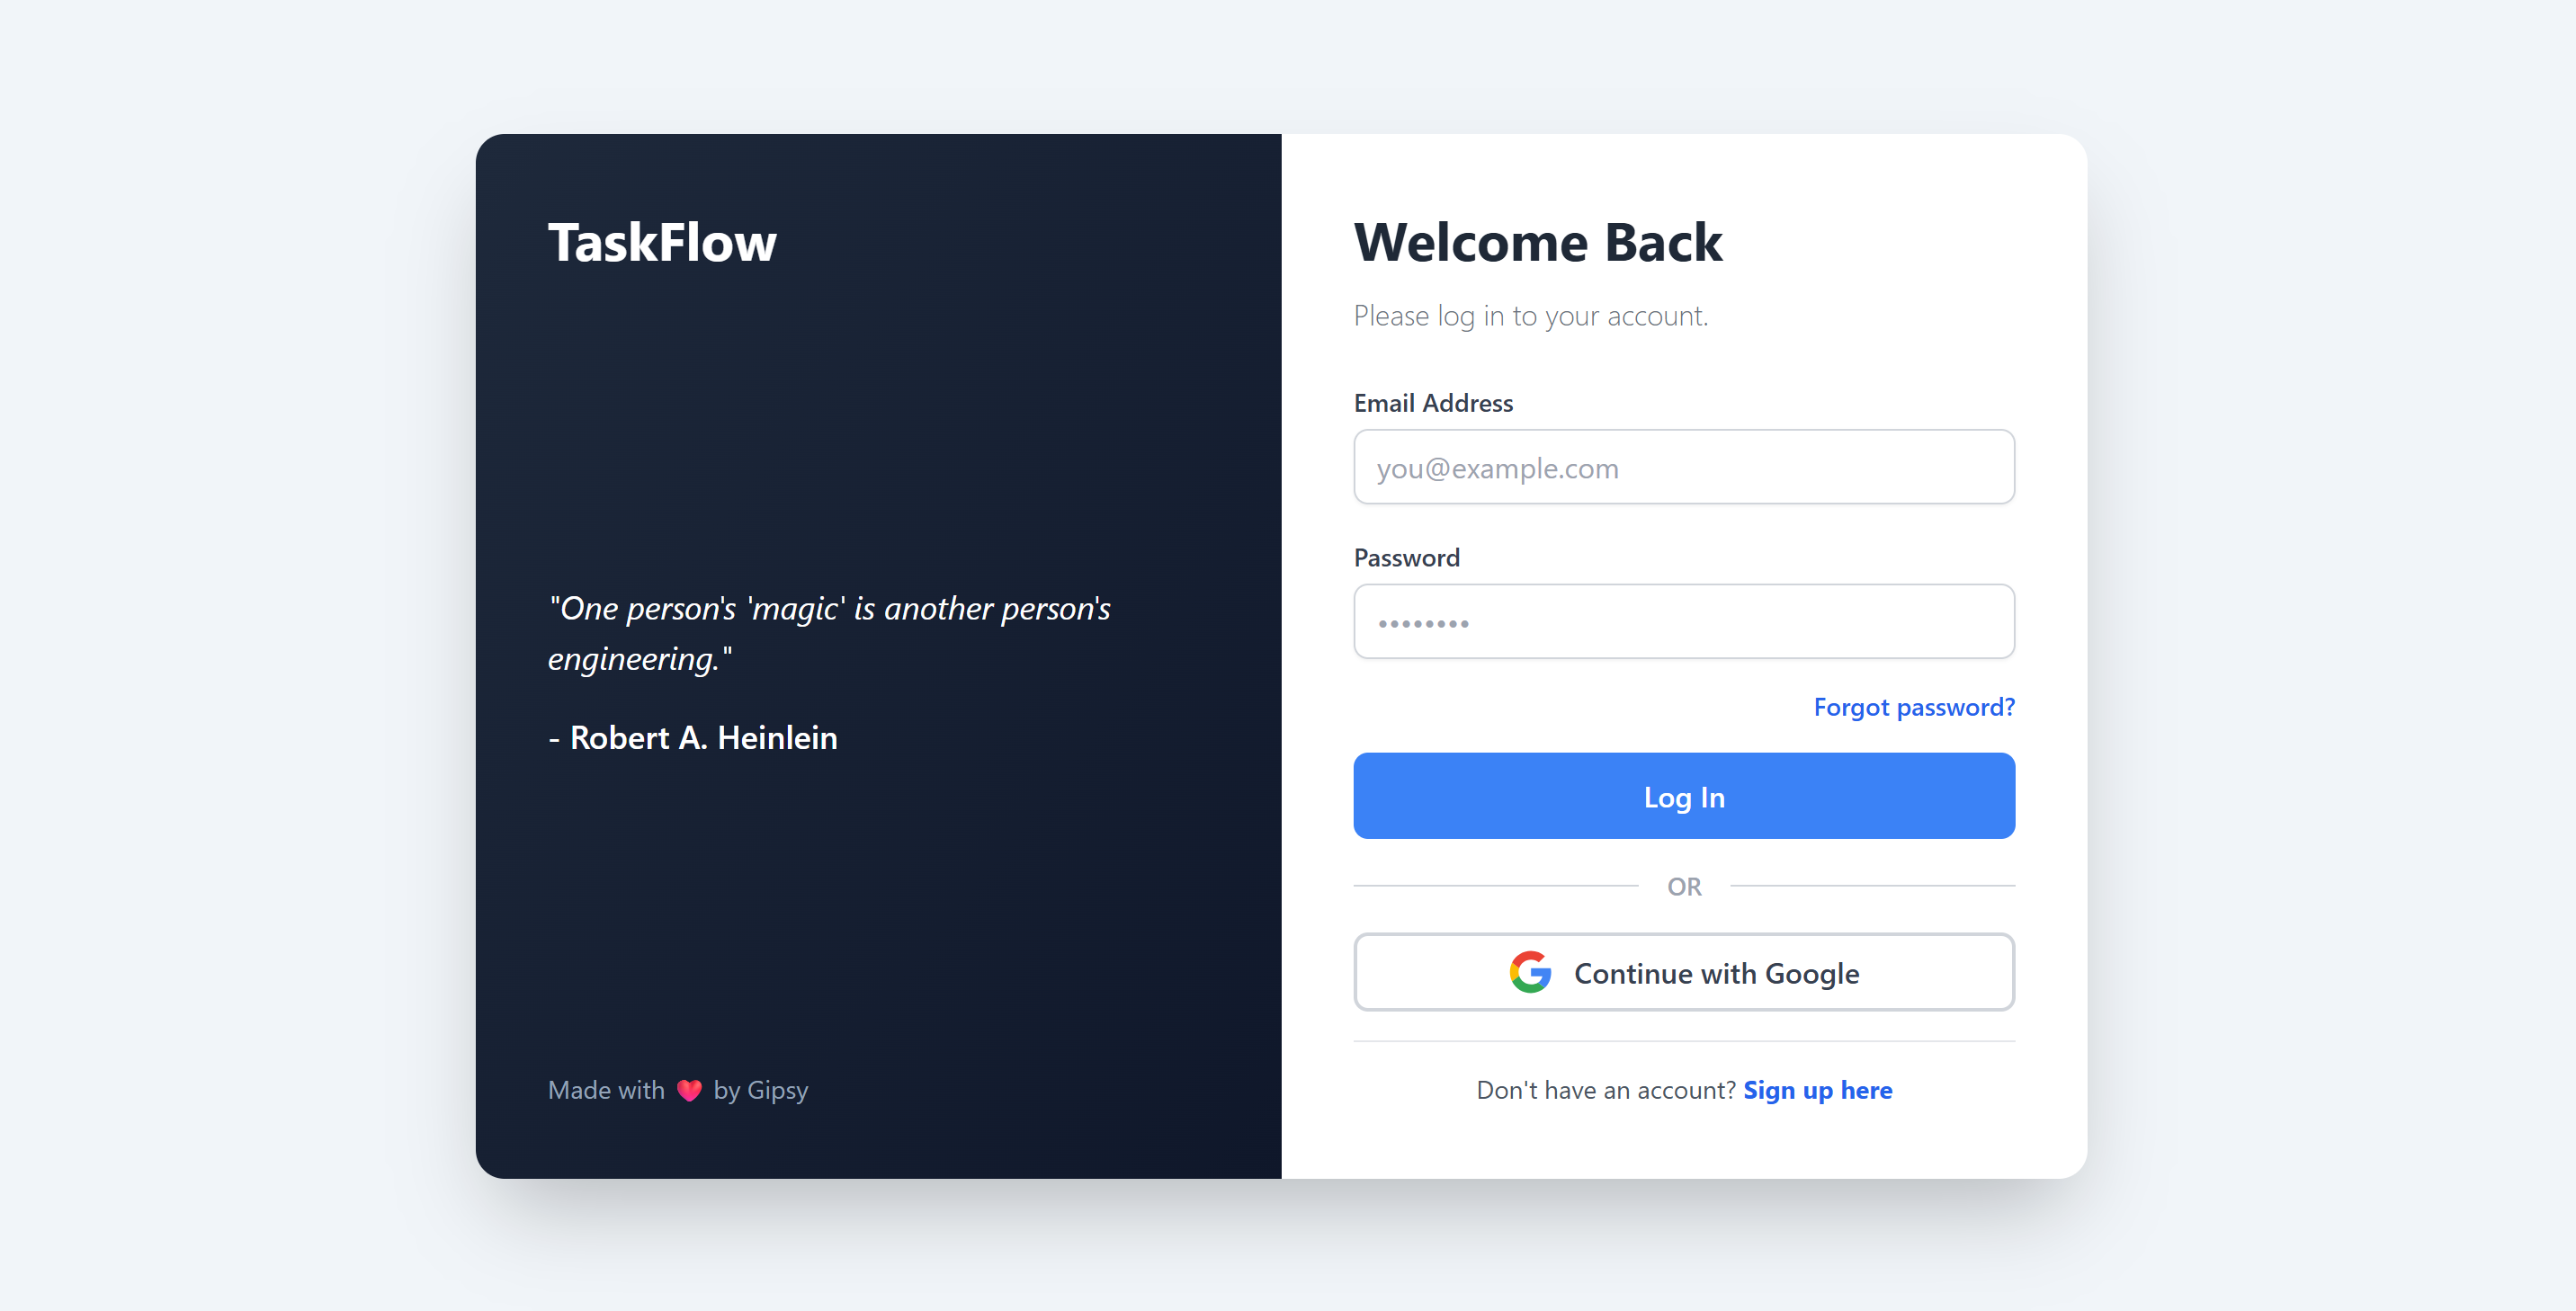 TaskFlow
"One person's 'magic' is another person's
engineering."
- Robert A. Heinlein
Made with ❤️ by Gipsy
Welcome Back
Please log in to your account.
Email Address
you@example.com
Password
••••••••
Forgot password?
Log In
OR
Continue with Google
Don't have an account? Sign up here